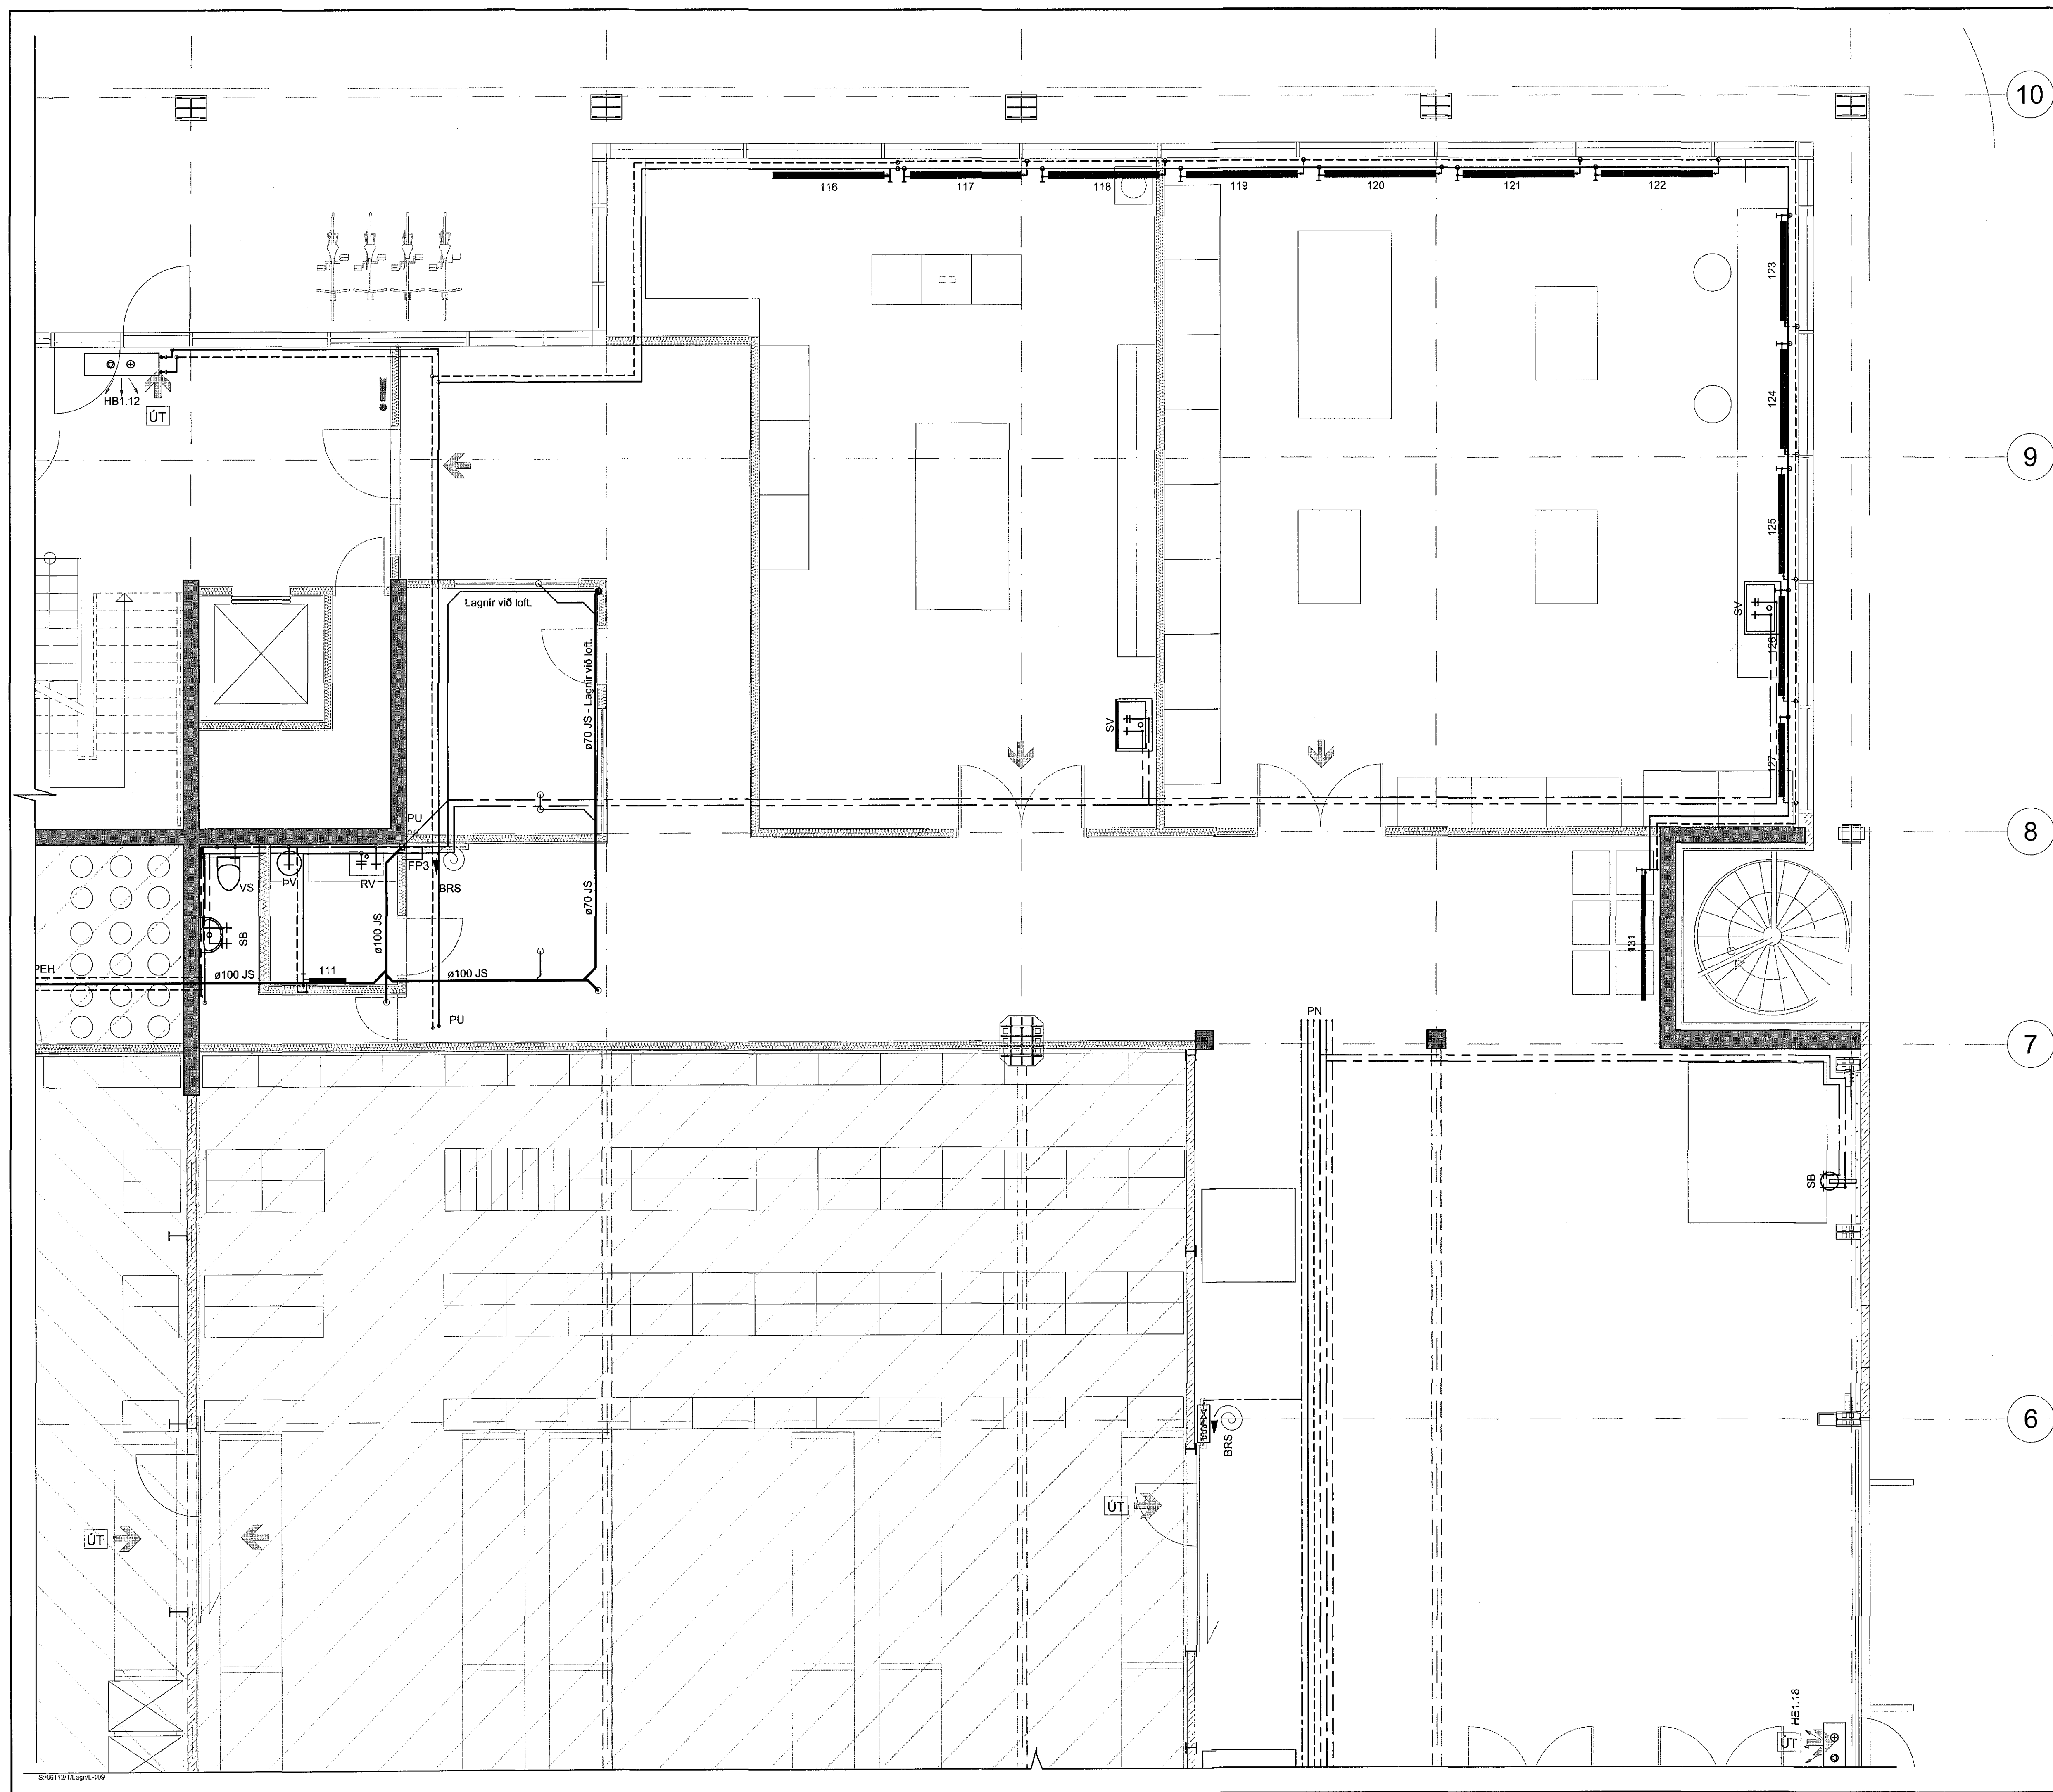 10
116
117
118
119
120
121
122
123
HB1.12
ÚT
124
9
125
Lagnir við loft.
SV
126
ø70 JS - Lagnir við loft.
SV
127
PU
8
FP3
VS
ÞV
RV
BRS
ø100 JS
ø70 JS
SB
131
PEH
ø100 JS
111
ø100 JS
PU
PN
7
SB
6
BRS
ÚT
ÚT
HB1.18
ÚT
S:/06112/T/Lagn/L-109